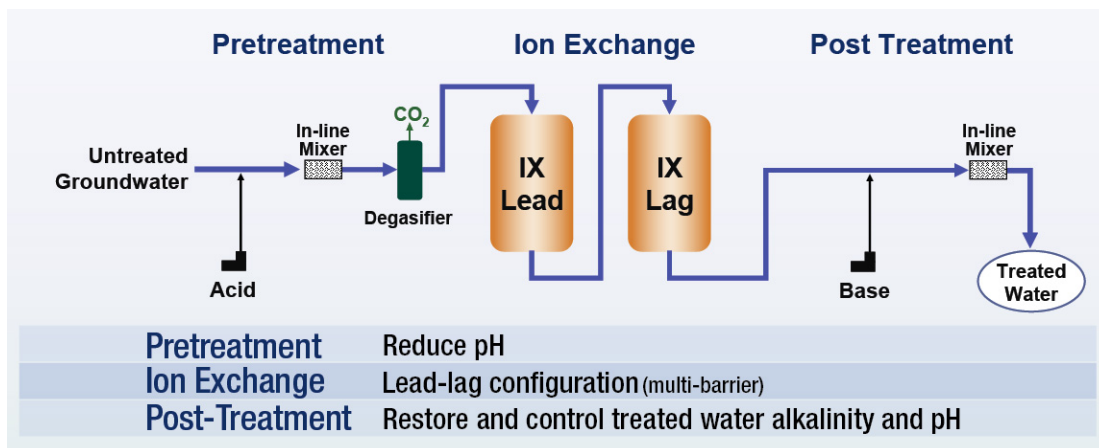 Pretreatment
Ion Exchange
Post Treatment
CO₂
In-line
Mixer
In-line
Mixer
Untreated
Groundwater
IX
Lead
IX
Lag
Degasifier
Acid
Base
Treated
Water
Pretreatment Reduce pH
Ion Exchange Lead-lag configuration (multi-barrier)
Post-Treatment Restore and control treated water alkalinity and pH